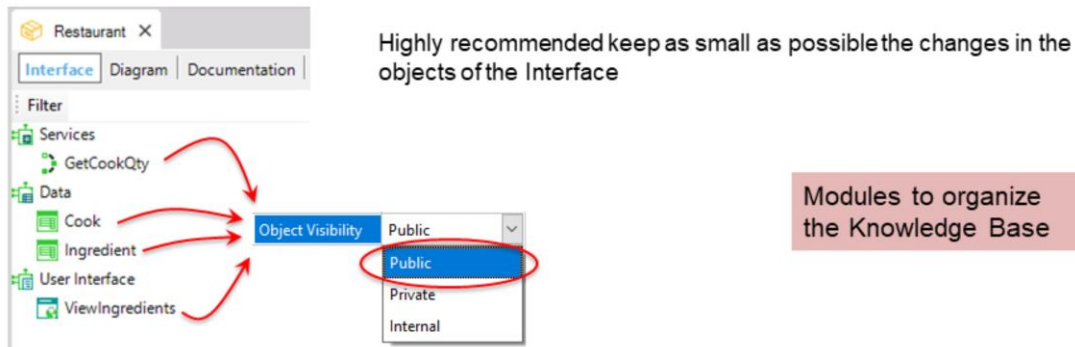 Restaurant
Interface Diagram Documentation
Filter
Services
GetCookQty
Data
Cook
Ingredient
User Interface
ViewIngredients
Object Visibility Public
Public
Private
Internal
Highly recommended keep as small as possible the changes in the
objects of the Interface
Modules to organize
the Knowledge Base